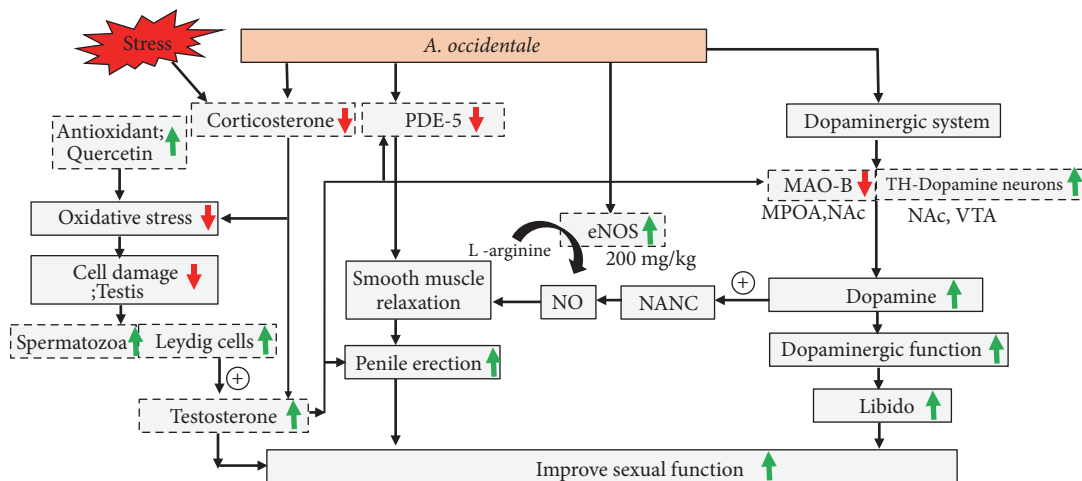 Stress
A. occidentale
Corticosterone
PDE-5
Antioxidant;
Quercetin
Dopaminergic system
MAO-B
TH-Dopamine neurons
MPOA,NAc
NAc, VTA
Oxidative stress
eNOS
L -arginine
200 mg/kg
Cell damage
;Testis
Smooth muscle
relaxation
NO
NANC
+
Dopamine
Spermatozoa
Leydig cells
Penile erection
Dopaminergic function
+
Testosterone
Libido
Improve sexual function